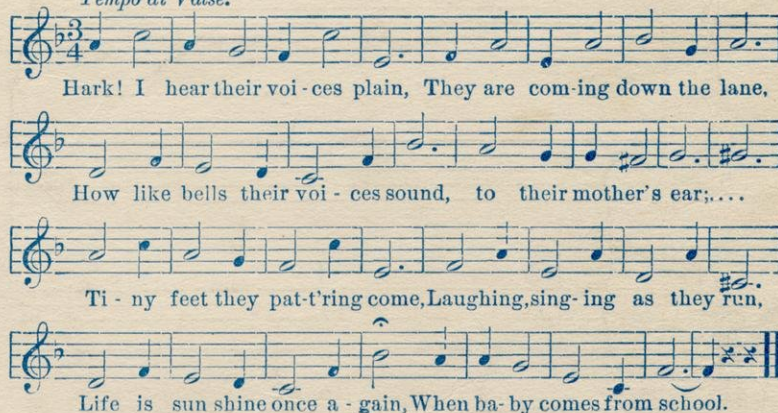 Tempo di Valse.
3
4
Hark! I hear their voi-ces plain, They are com-ing down the lane,
How like bells their voi - ces sound, to their mother's ear;....
Ti - ny feet they pat-t'ring come, Laughing, sing- ing as they run,
Life is sun shine once a - gain, When ba- by comes from school.